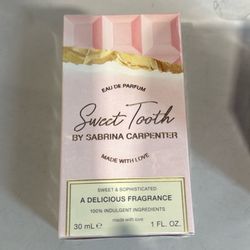 EAU DE PARFUM
Sweet Tooth
BY SABRINA CARPENTER
MADE WITH LOVE
SWEET & SOPHISTICATED
A DELICIOUS FRAGRANCE
100% INDULGENT INGREDIENTS
30 mL e made with love 1 FL. OZ.